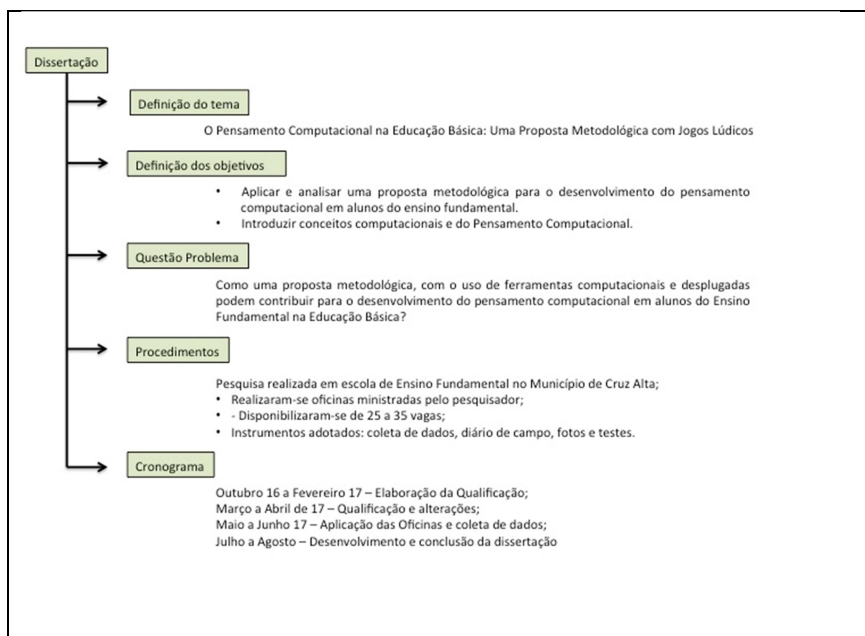 Dissertação
Definição do tema
O Pensamento Computacional na Educação Básica: Uma Proposta Metodológica com Jogos Lúdicos
Definição dos objetivos
• Aplicar e analisar uma proposta metodológica para o desenvolvimento do pensamento
computacional em alunos do ensino fundamental.
• Introduzir conceitos computacionais e do Pensamento Computacional.
Questão Problema
Como uma proposta metodológica, com o uso de ferramentas computacionais e desplugadas
podem contribuir para o desenvolvimento do pensamento computacional em alunos do Ensino
Fundamental na Educação Básica?
Procedimentos
Pesquisa realizada em escola de Ensino Fundamental no Município de Cruz Alta;
• Realizaram-se oficinas ministradas pelo pesquisador;
• - Disponibilizaram-se de 25 a 35 vagas;
• Instrumentos adotados: coleta de dados, diário de campo, fotos e testes.
Cronograma
Outubro 16 a Fevereiro 17 – Elaboração da Qualificação;
Março a Abril de 17 – Qualificação e alterações;
Maio a Junho 17 – Aplicação das Oficinas e coleta de dados;
Julho a Agosto – Desenvolvimento e conclusão da dissertação